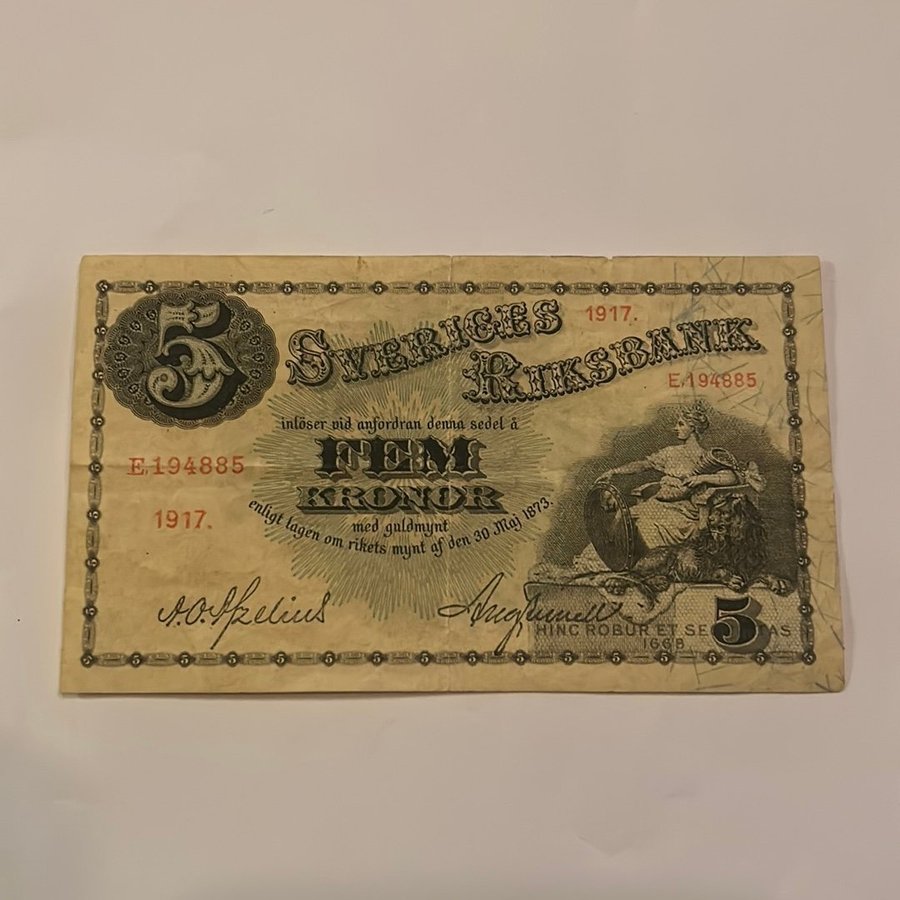 5
SVERIGES
RIKSBANK
1917.
E.194885
inlöser vid anfordran denna sedel å
FEM
KRONOR
med guldmynt
enligt lagen om rikets mynt af den 30 Maj 1873.
E.194885
1917.
HINC ROBUR ET SE TAS
1668
5